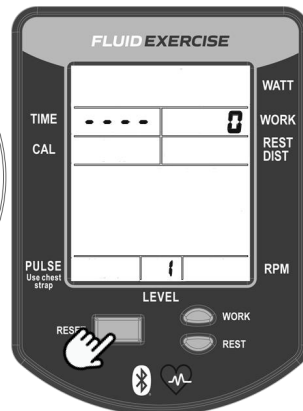 FLUID EXERCISE
WATT
TIME - - - - 0 WORK
CAL REST
DIST
PULSE
Use chest
strap
1 RPM
LEVEL
RESET WORK
REST